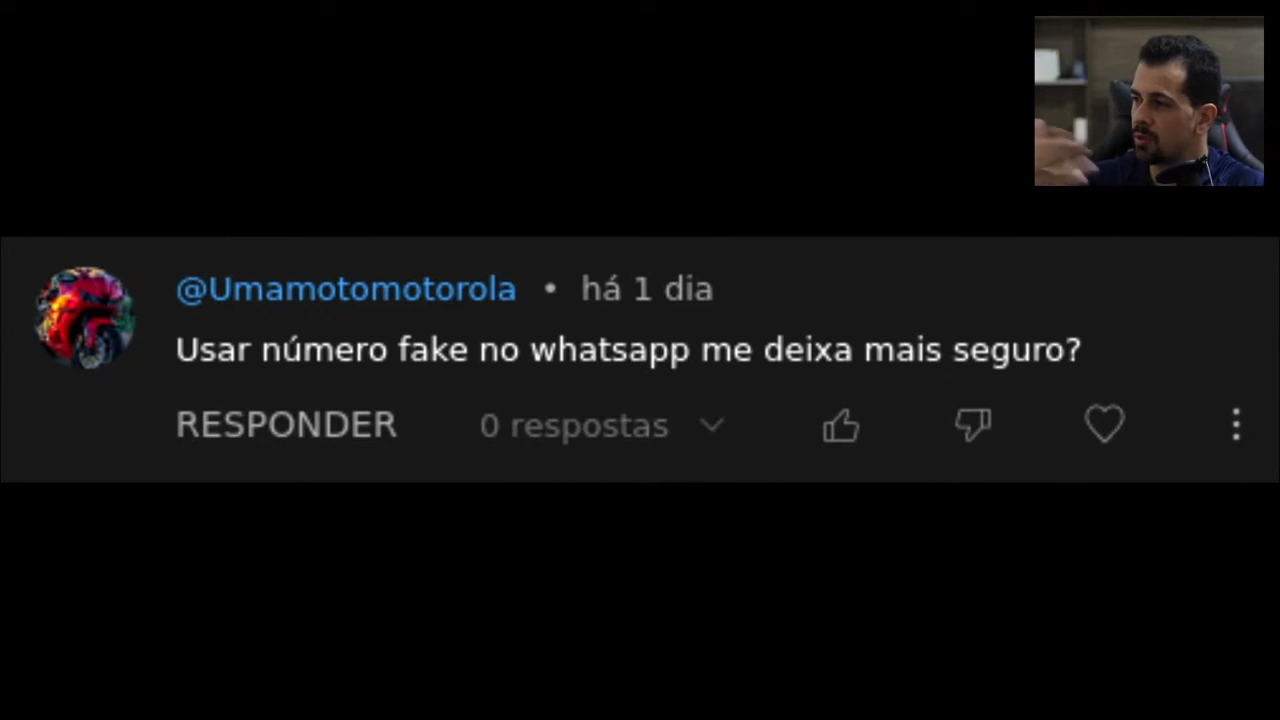 @Umamotomotorola • há 1 dia
Usar número fake no whatsapp me deixa mais seguro?
RESPONDER 0 respostas